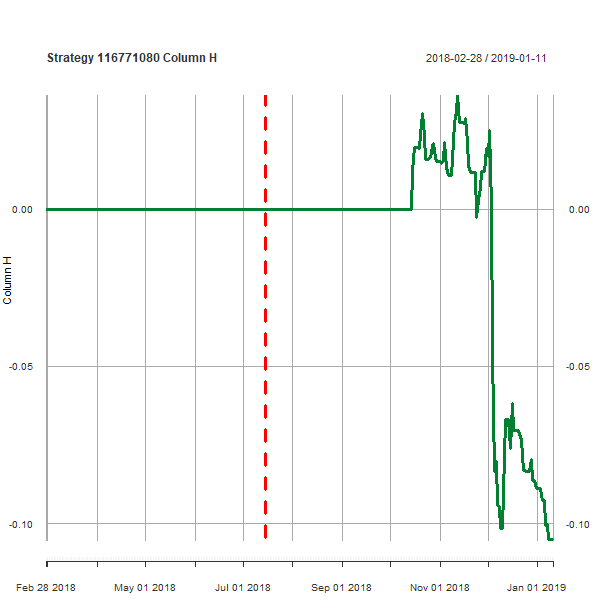 Strategy 116771080 Column H 2018-02-28 / 2019-01-11
0.00 0.00
Column H
-0.05 -0.05
-0.10 -0.10
Feb 28 2018 May 01 2018 Jul 01 2018 Sep 01 2018 Nov 01 2018 Jan 01 2019